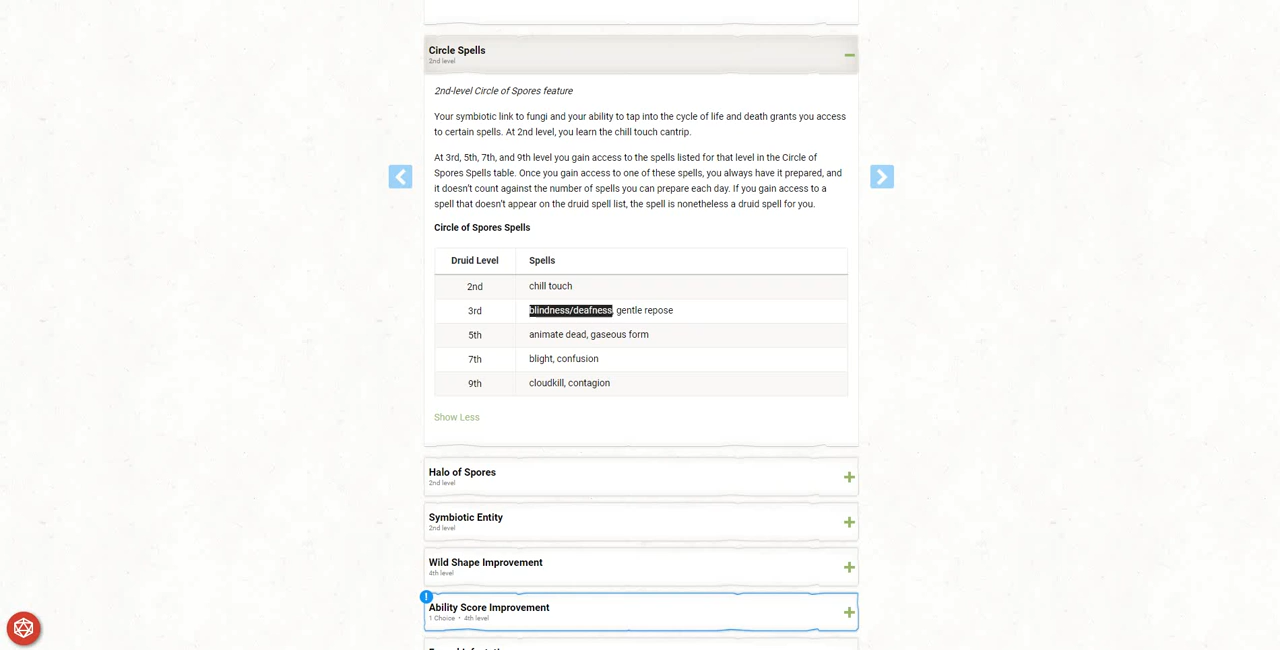 Circle Spells
2nd level
2nd-level Circle of Spores feature
Your symbiotic link to fungi and your ability to tap into the cycle of life and death grants you access
to certain spells. At 2nd level, you learn the chill touch cantrip.
At 3rd, 5th, 7th, and 9th level you gain access to the spells listed for that level in the Circle of
Spores Spells table. Once you gain access to one of these spells, you always have it prepared, and
it doesn't count against the number of spells you can prepare each day. If you gain access to a
spell that doesn't appear on the druid spell list, the spell is nonetheless a druid spell for you.
Circle of Spores Spells
Druid Level Spells
2nd chill touch
3rd blindness/deafness, gentle repose
5th animate dead, gaseous form
7th blight, confusion
9th cloudkill, contagion
Show Less
Halo of Spores
2nd level
Symbiotic Entity
2nd level
Wild Shape Improvement
4th level
!
Ability Score Improvement
1 Choice • 4th level